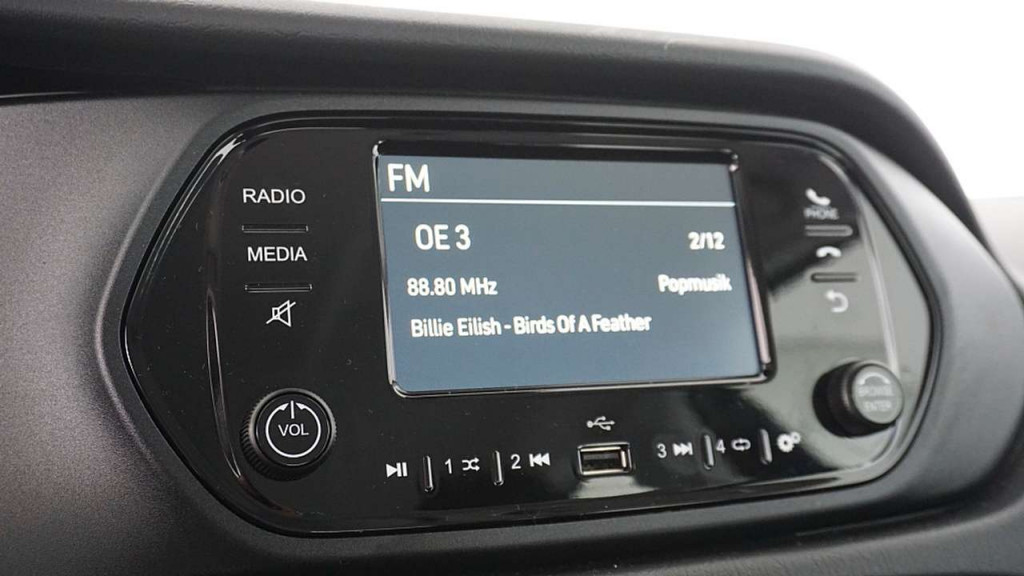 FM
OE 3
2/12
88.80 MHz
Popmusik
Billie Eilish - Birds Of A Feather
RADIO
MEDIA
VOL
PHONE
1
2
3
4
ENTER